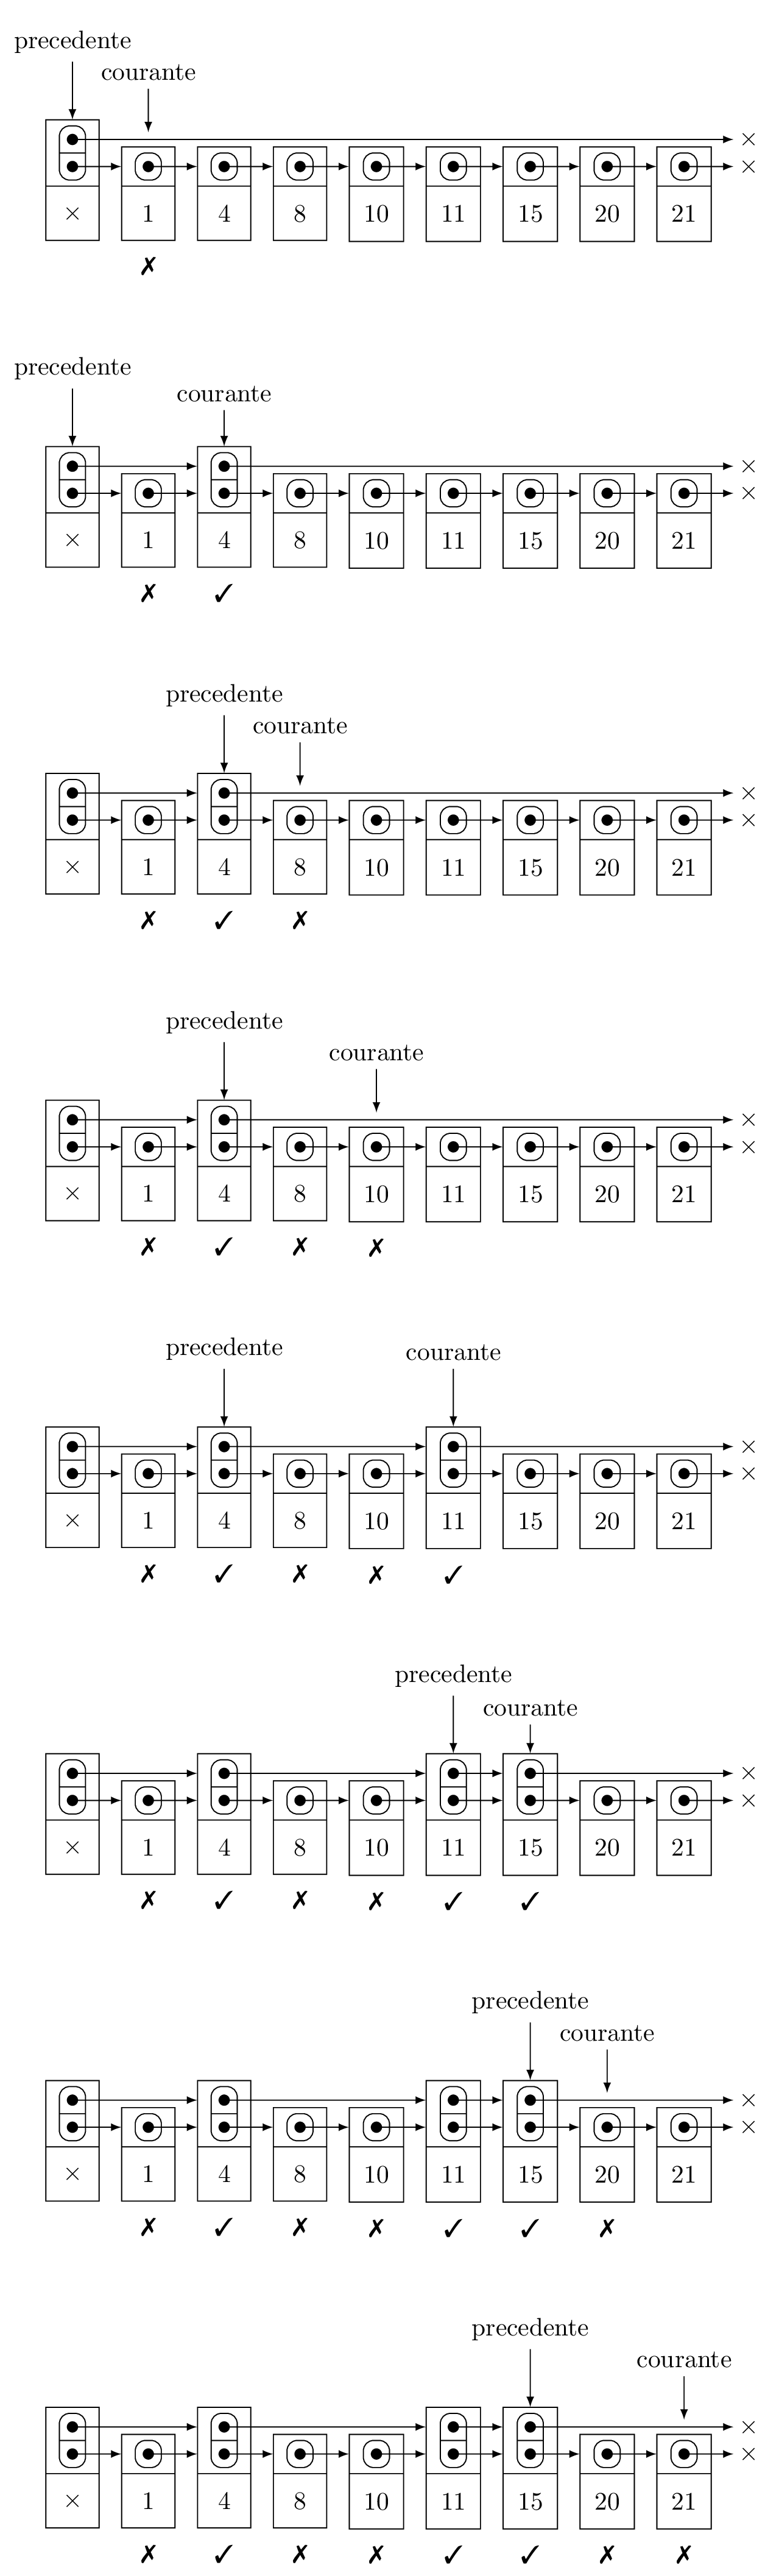 precedente
courante
×
×
× 1 4 8 10 11 15 20 21
✗
precedente
courante
×
×
× 1 4 8 10 11 15 20 21
✗ ✓
precedente
courante
×
×
× 1 4 8 10 11 15 20 21
✗ ✓ ✗
precedente
courante
×
×
× 1 4 8 10 11 15 20 21
✗ ✓ ✗ ✗
precedente courante
×
×
× 1 4 8 10 11 15 20 21
✗ ✓ ✗ ✗ ✓
precedente
courante
×
×
× 1 4 8 10 11 15 20 21
✗ ✓ ✗ ✗ ✓ ✓
precedente
courante
×
×
× 1 4 8 10 11 15 20 21
✗ ✓ ✗ ✗ ✓ ✓ ✗
precedente
courante
×
×
× 1 4 8 10 11 15 20 21
✗ ✓ ✗ ✗ ✓ ✓ ✗ ✗